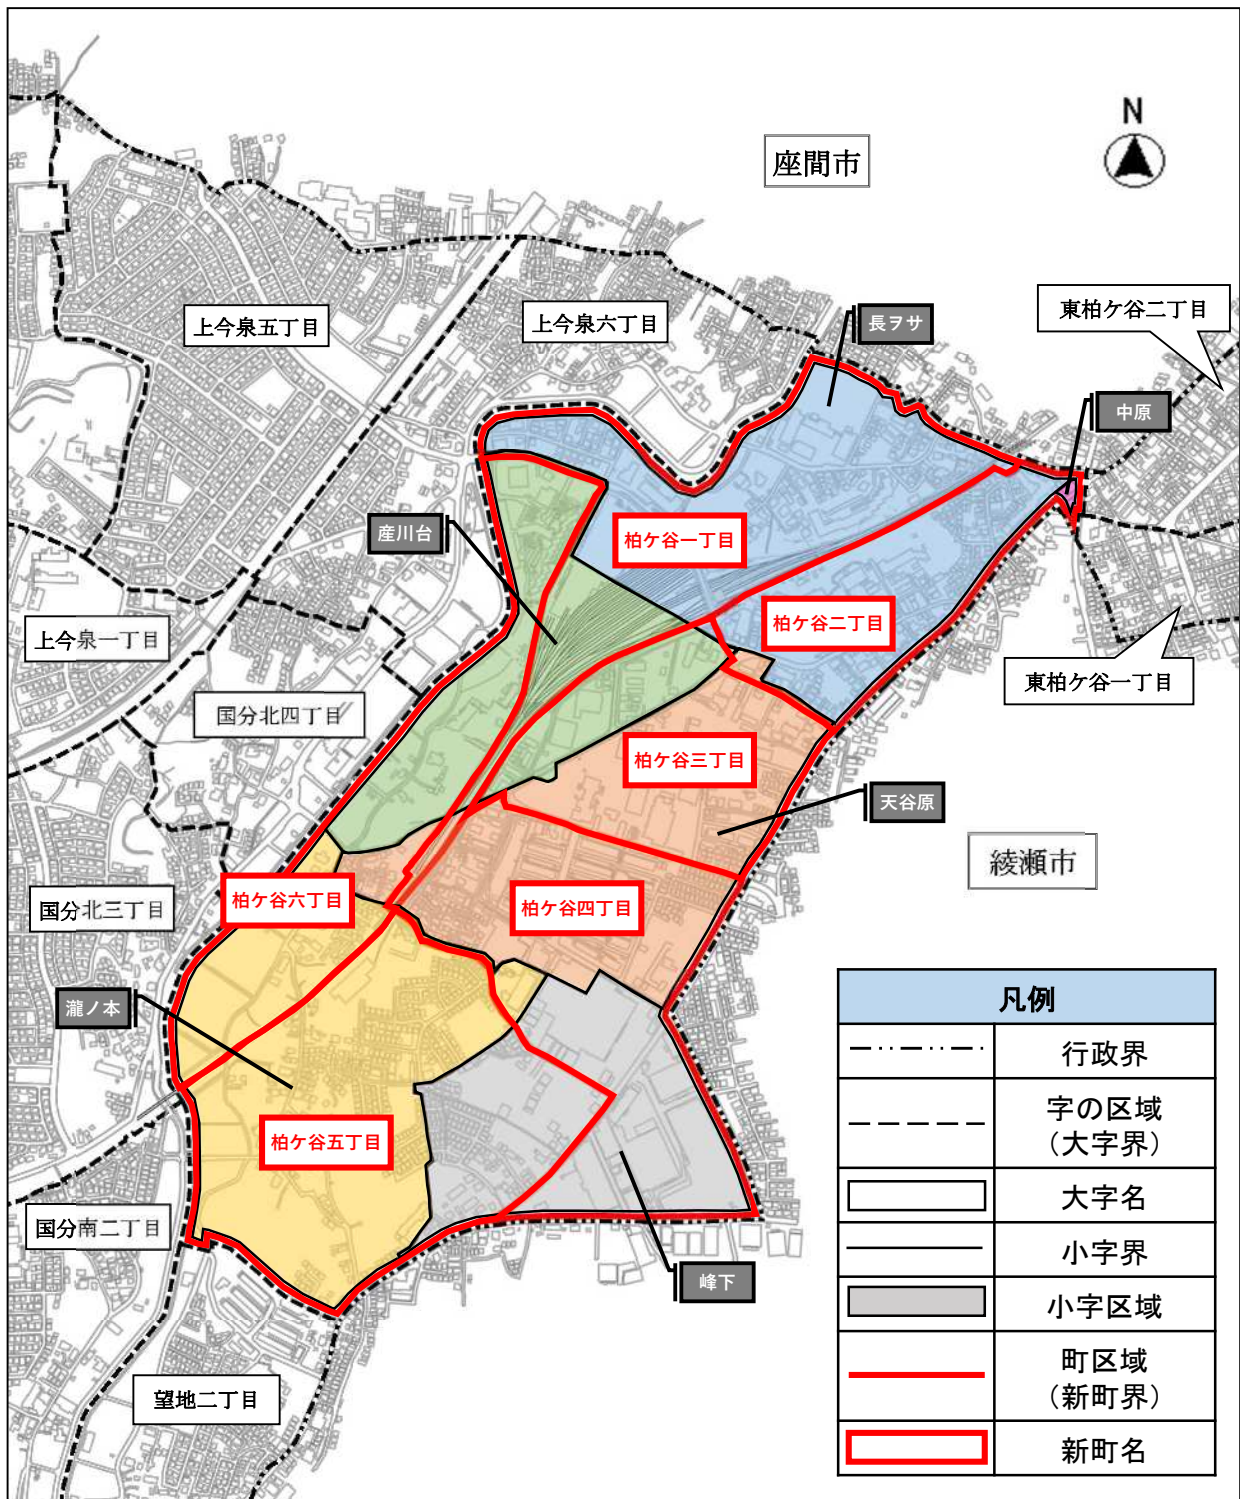 N
座間市
東柏ケ谷二丁目
上今泉五丁目
上今泉六丁目
長ヲサ
中原
産川台
柏ケ谷一丁目
柏ケ谷二丁目
上今泉一丁目
東柏ケ谷一丁目
国分北四丁目
柏ケ谷三丁目
天谷原
綾瀬市
国分北三丁目
柏ケ谷六丁目
柏ケ谷四丁目
瀧ノ本
柏ケ谷五丁目
国分南二丁目
峰下
望地二丁目
凡例
行政界
字の区域
(大字界)
大字名
小字界
小字区域
町区域
(新町界)
新町名